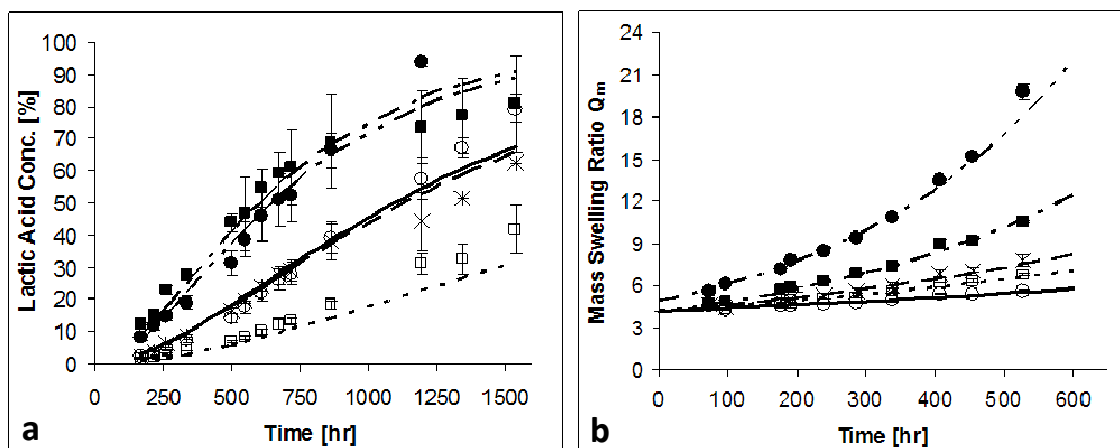 100
90
80
70
60
50
40
30
20
10
0
Lactic Acid Conc. [%]
0 250 500 750 1000 1250 1500
Time [hr]
a
24
21
18
15
12
9
6
3
0
Mass Swelling Ratio Qm
0 100 200 300 400 500 600
Time [hr]
b